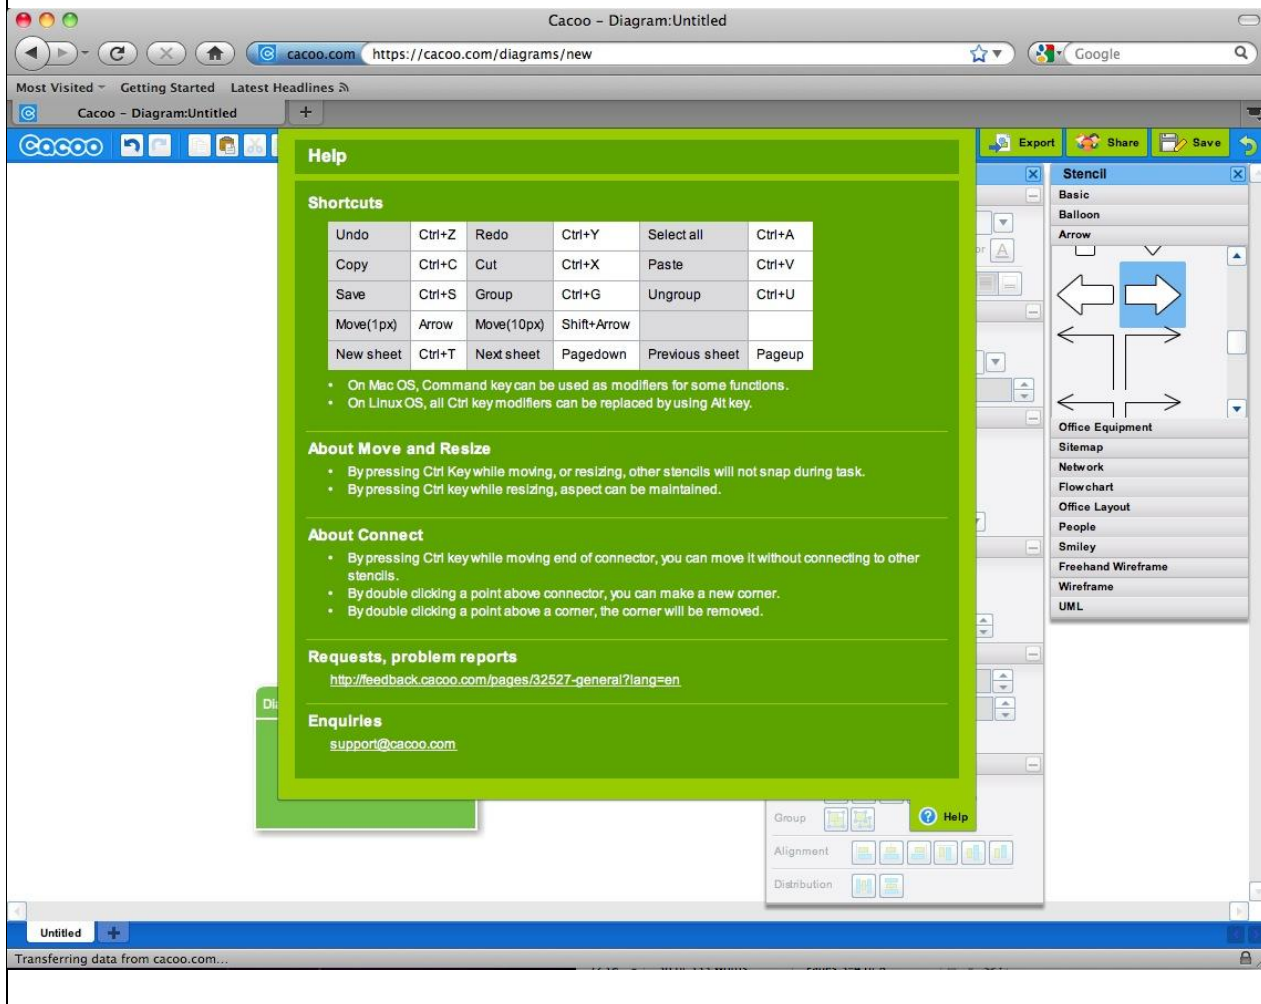 Cacoo – Diagram:Untitled
cacoo.com https://cacoo.com/diagrams/new Google
Most Visited Getting Started Latest Headlines
Cacoo – Diagram:Untitled +
Cacoo Export Share Save
Help
Shortcuts
Undo Ctrl+Z Redo Ctrl+Y Select all Ctrl+A
Copy Ctrl+C Cut Ctrl+X Paste Ctrl+V
Save Ctrl+S Group Ctrl+G Ungroup Ctrl+U
Move(1px) Arrow Move(10px) Shift+Arrow
New sheet Ctrl+T Next sheet Pagedown Previous sheet Pageup
• On Mac OS, Command key can be used as modifiers for some functions.
• On Linux OS, all Ctrl key modifiers can be replaced by using Alt key.
About Move and Resize
• By pressing Ctrl Key while moving, or resizing, other stencils will not snap during task.
• By pressing Ctrl key while resizing, aspect can be maintained.
About Connect
• By pressing Ctrl key while moving end of connector, you can move it without connecting to other
stencils.
• By double clicking a point above connector, you can make a new corner.
• By double clicking a point above a corner, the corner will be removed.
Requests, problem reports
http://feedback.cacoo.com/pages/32527-general?lang=en
Enquiries
support@cacoo.com
Help
Group
Alignment
Distribution
Stencil
Basic
Balloon
Arrow
Office Equipment
Sitemap
Network
Flowchart
Office Layout
People
Smiley
Freehand Wireframe
Wireframe
UML
Untitled
Transferring data from cacoo.com...